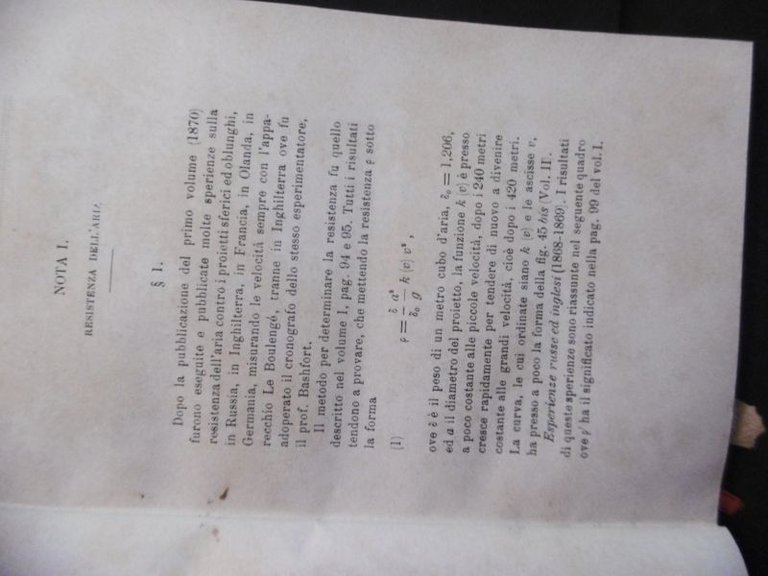 NOTA I.
RESISTENZA DELL'ARIA
§ 1.
Dopo la pubblicazione del primo volume (1870)
furono eseguite e pubblicate molte sperienze sulla
resistenza dell'aria contro i proietti sferici ed oblunghi,
in Russia, in Inghilterra, in Francia, in Olanda, in
Germania, misurando le velocità sempre con l'appa-
recchio Le Boulengé, tranne in Inghilterra ove fu
adoperato il cronografo dello stesso esperimentatore,
il prof. Bashfort.
Il metodo per determinare la resistenza fu quello
descritto nel volume I, pag. 94 e 95. Tutti i risultati
tendono a provare, che mettendo la resistenza ρ sotto
la forma
(1) ρ = δ/δ₀ a²/g k (v) v²,
ove δ è il peso di un metro cubo d'aria, δ₀ = 1,206,
ed a il diametro del proietto, la funzione k (v) è presso
a poco costante alle piccole velocità, dopo i 240 metri
cresce rapidamente per tendere di nuovo a divenire
costante alle grandi velocità, cioè dopo i 420 metri.
La curva, le cui ordinate siano k (v) e le ascisse v,
ha presso a poco la forma della fig. 45 bis (Vol. II).
Esperienze russe ed inglesi (1868-1869). I risultati
di queste sperienze sono riassunte nel seguente quadro
ove ρ' ha il significato indicato nella pag. 99 del vol. I.